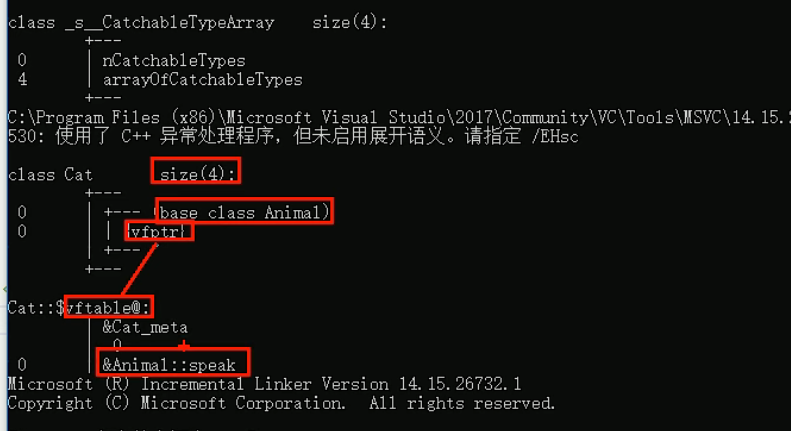 class _s__CatchableTypeArray size(4):
+---
0 | nCatchableTypes
4 | arrayOfCatchableTypes
+---
C:\Program Files (x86)\Microsoft Visual Studio\2017\Community\VC\Tools\MSVC\14.15.2
530: 使用了 C++ 异常处理程序，但未启用展开语义。请指定 /EHsc
class Cat size(4):
+---
0 | +--- (base class Animal)
0 | | {vfptr}
| +---
+---
Cat::$vftable@:
| &Cat_meta
| 0
0 | &Animal::speak
Microsoft (R) Incremental Linker Version 14.15.26732.1
Copyright (C) Microsoft Corporation. All rights reserved.